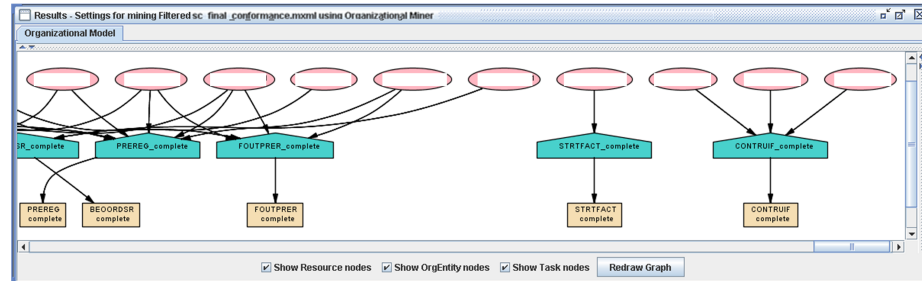 Results - Settings for mining Filtered sc final_conformance.mxml using Organizational Miner
Organizational Model
SR_complete
PREREG_complete
FOUTPRER_complete
STRTFACT_complete
CONTRUIF_complete
PREREG
complete
BEOORDSR
complete
FOUTPRER
complete
STRTFACT
complete
CONTRUIF
complete
Show Resource nodes
Show OrgEntity nodes
Show Task nodes
Redraw Graph